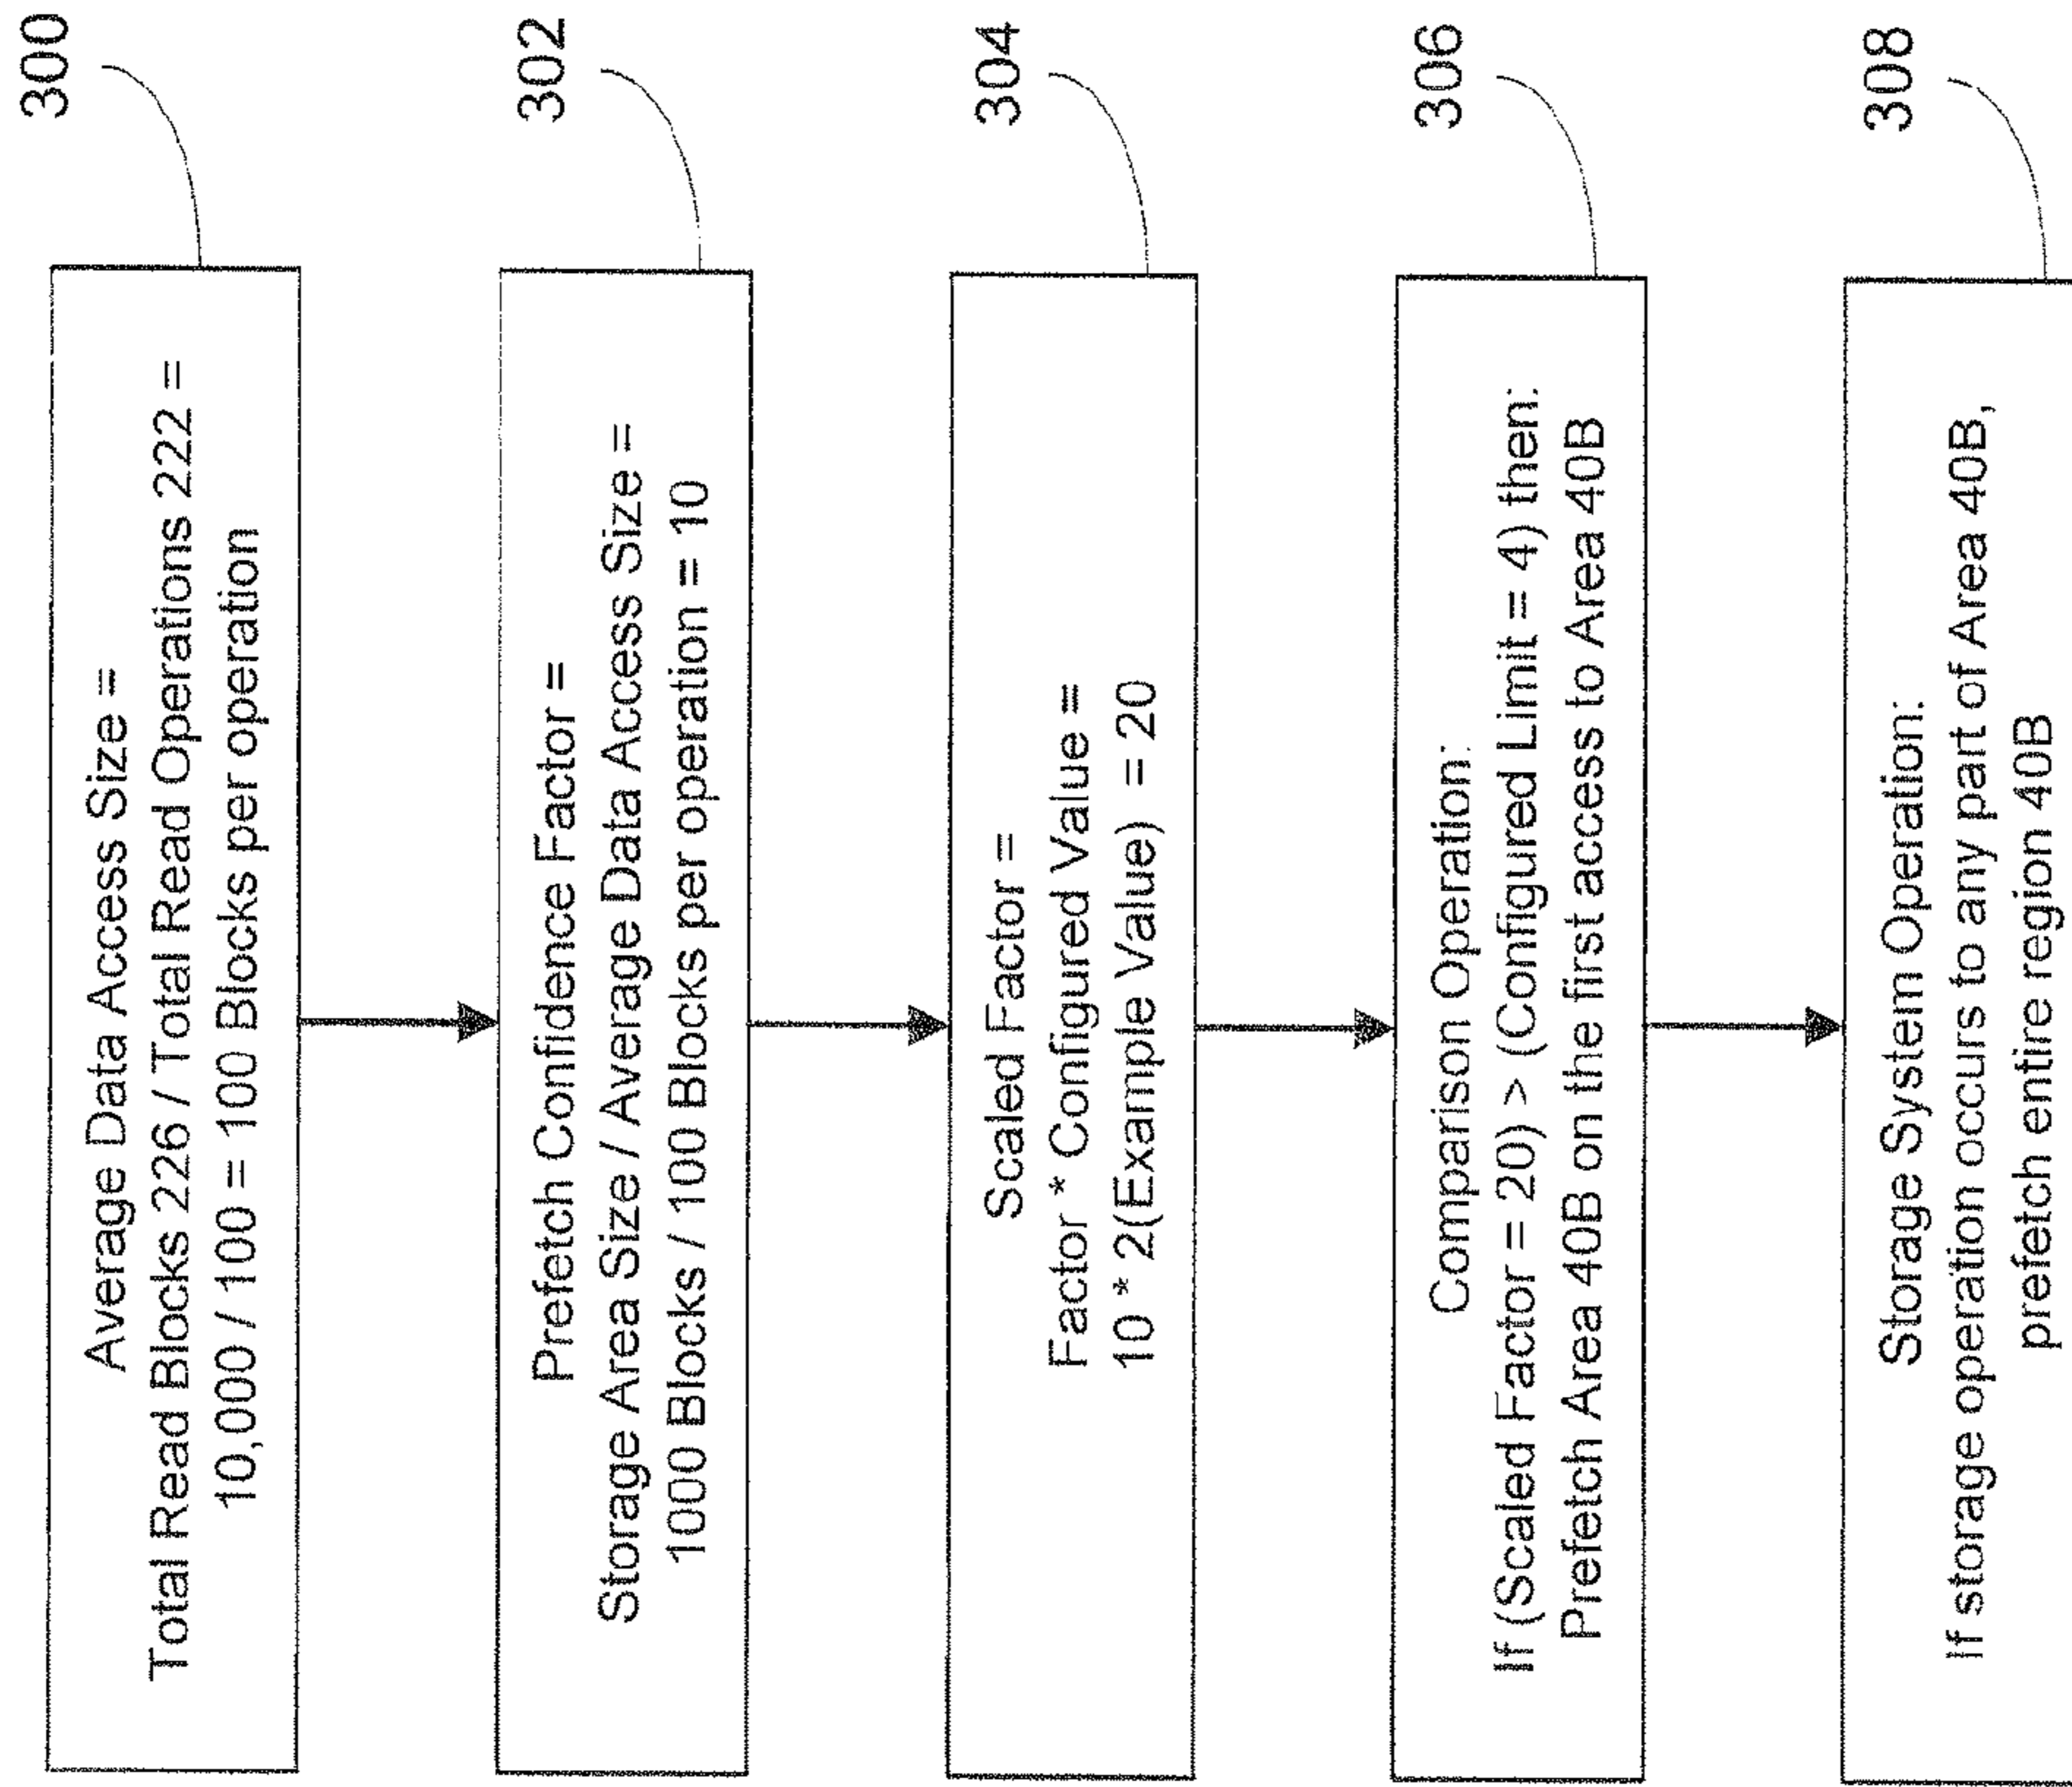 300
Average Data Access Size =
Total Read Blocks 226 / Total Read Operations 222 =
10,000 / 100 = 100 Blocks per operation
302
Prefetch Confidence Factor =
Storage Area Size / Average Data Access Size =
1000 Blocks / 100 Blocks per operation = 10
304
Scaled Factor =
Factor * Configured Value =
10 * 2(Example Value) = 20
306
Comparison Operation:
If (Scaled Factor = 20) > (Configured Limit = 4) then:
Prefetch Area 40B on the first access to Area 40B
308
Storage System Operation:
If storage operation occurs to any part of Area 40B,
prefetch entire region 40B